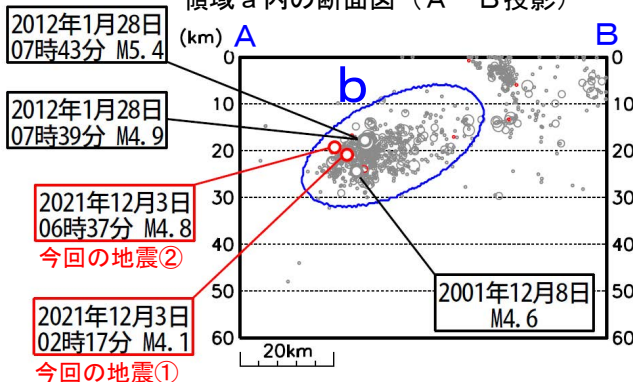 領域a内の断面図（A－B投影）
2012年1月28日
07時43分 M5.4
(km)
A
B
b
2012年1月28日
07時39分 M4.9
2021年12月3日
06時37分 M4.8
今回の地震②
2021年12月3日
02時17分 M4.1
今回の地震①
2001年12月8日
M4.6
0
10
20
30
40
50
60
0
10
20
30
40
50
60
20km